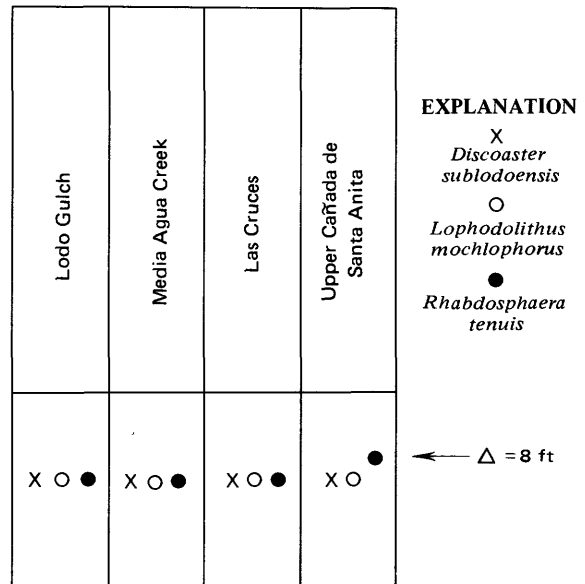 Lodo Gulch
Media Agua Creek
Las Cruces
Upper Cañada de
Santa Anita
EXPLANATION
X
Discoaster
sublodoensis
O
Lophodolithus
mochlophorus
●
Rhabdosphaera
tenuis
X O ●
X O ●
X O ●
X O ●
△ = 8 ft